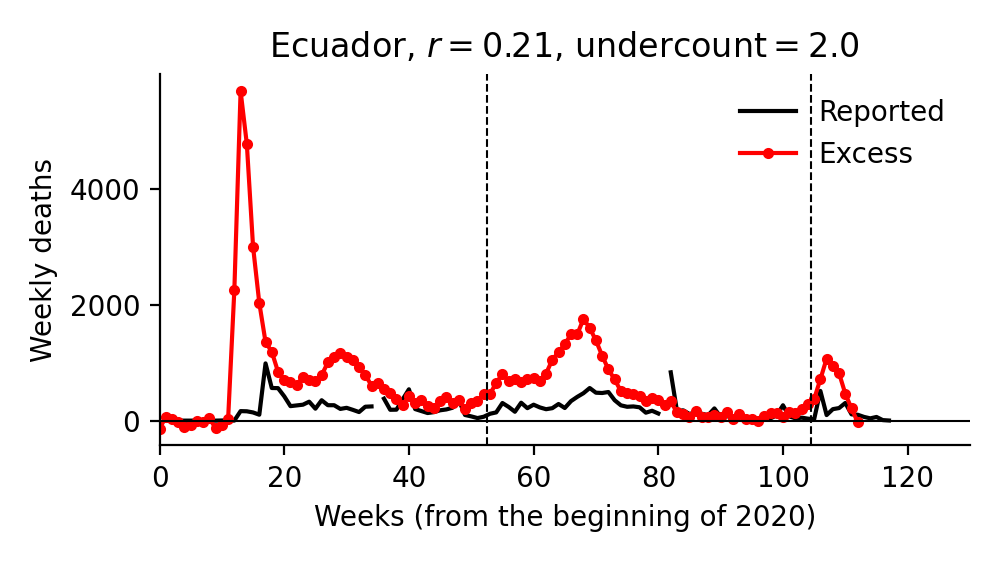 Ecuador, r = 0.21, undercount = 2.0
Reported
Excess
Weekly deaths
4000
2000
0
0 20 40 60 80 100 120
Weeks (from the beginning of 2020)